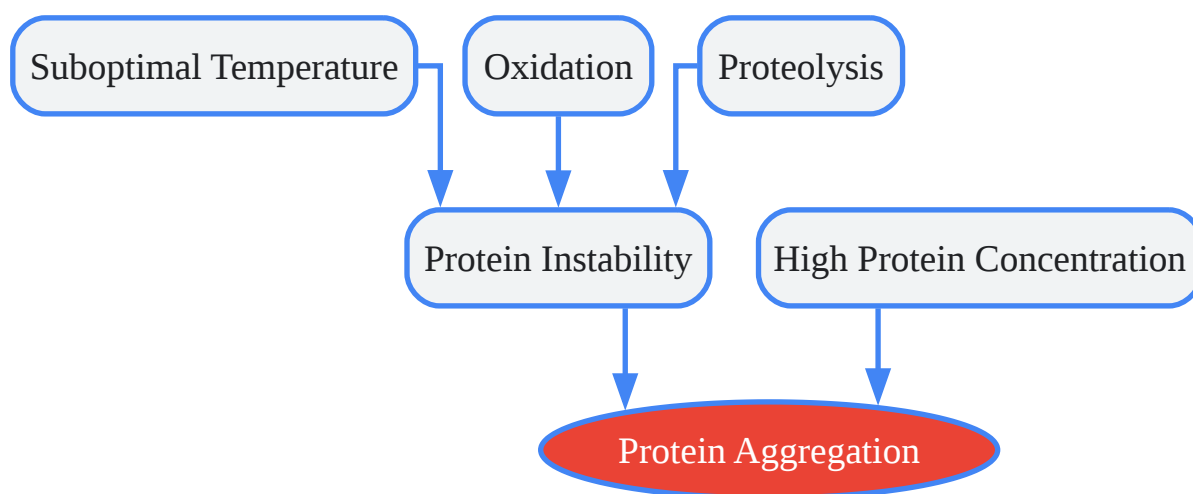 Suboptimal Temperature
Oxidation
Proteolysis
Protein Instability
High Protein Concentration
Protein Aggregation